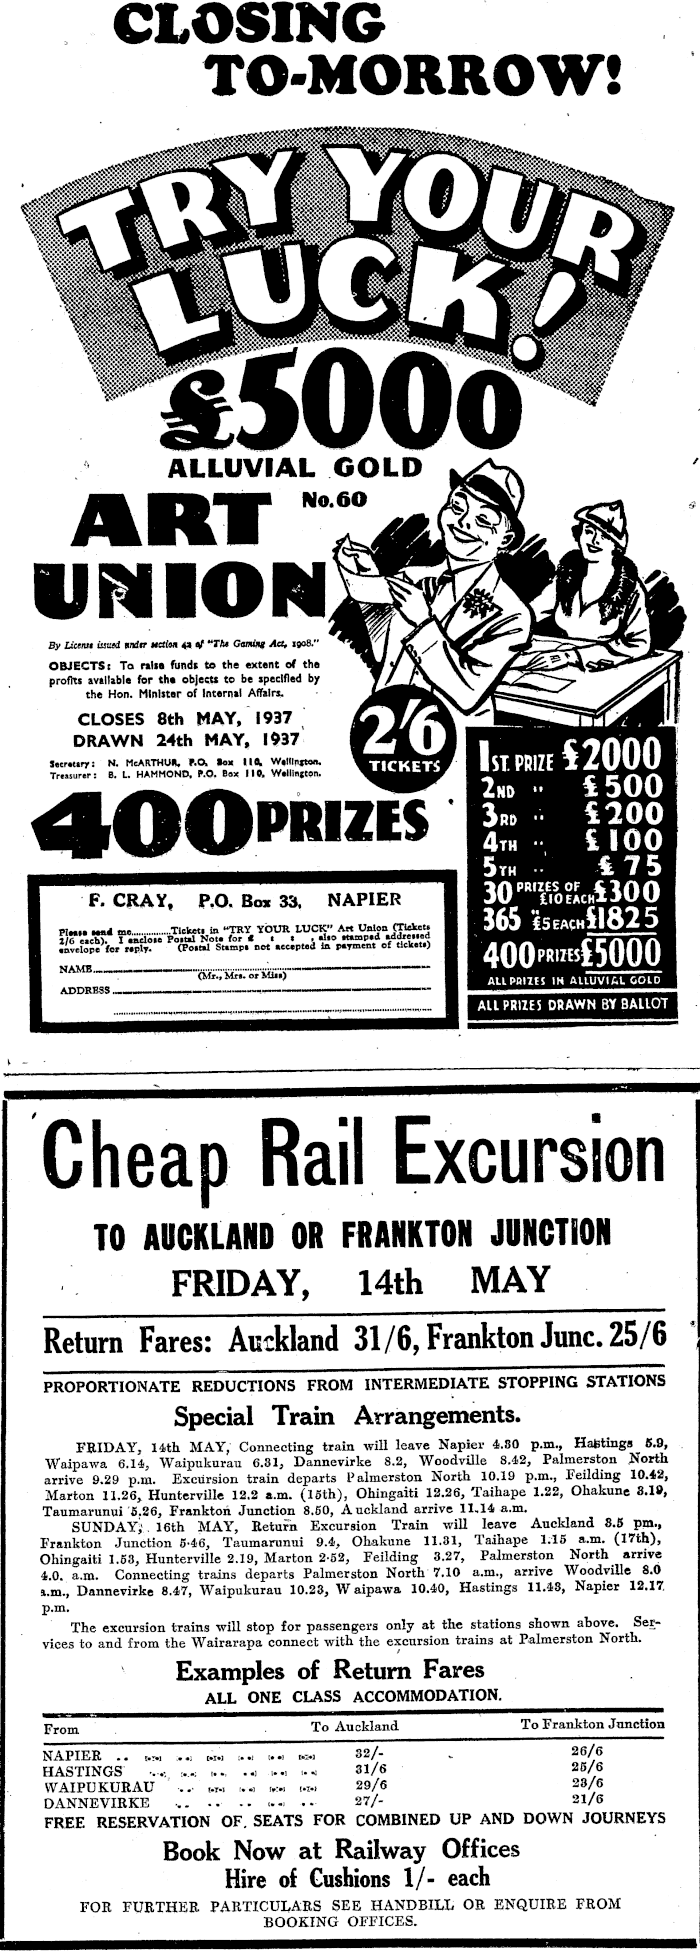 CLOSING
TO-MORROW!
TRY YOUR
LUCK!
£5000
ALLUVIAL GOLD
ART No.60
UNION
By License issued under section 42 of "The Gaming Act, 1908."
OBJECTS: To raise funds to the extent of the
profits available for the objects to be specified by
the Hon. Minister of Internal Affairs.
CLOSES 8th MAY, 1937
DRAWN 24th MAY, 1937
Secretary: N. McARTHUR, P.O. Box 110, Wellington.
Treasurer: B. L. HAMMOND, P.O. Box 110, Wellington.
2/6
TICKETS
400 PRIZES
1ST. PRIZE £2000
2ND " £500
3RD " £200
4TH " £100
5TH " £75
30 PRIZES OF £10 EACH £300
365 " £5 EACH £1825
400 PRIZES £5000
ALL PRIZES IN ALLUVIAL GOLD
ALL PRIZES DRAWN BY BALLOT
F. CRAY, P.O. Box 33, NAPIER
Please send me..............Tickets in "TRY YOUR LUCK" Art Union (Tickets
2/6 each). I enclose Postal Note for £ : : , also stamped addressed
envelope for reply. (Postal Stamps not accepted in payment of tickets)
NAME
(Mr., Mrs. or Miss)
ADDRESS
Cheap Rail Excursion
TO AUCKLAND OR FRANKTON JUNCTION
FRIDAY, 14th MAY
Return Fares: Auckland 31/6, Frankton Junc. 25/6
PROPORTIONATE REDUCTIONS FROM INTERMEDIATE STOPPING STATIONS
Special Train Arrangements.
FRIDAY, 14th MAY, Connecting train will leave Napier 4.30 p.m., Hastings 5.9,
Waipawa 6.14, Waipukurau 6.31, Dannevirke 8.2, Woodville 8.42, Palmerston North
arrive 9.29 p.m. Excursion train departs Palmerston North 10.19 p.m., Feilding 10.42,
Marton 11.26, Hunterville 12.2 a.m. (15th), Ohingaiti 12.26, Taihape 1.22, Ohakune 3.19,
Taumarunui 5.26, Frankton Junction 8.50, Auckland arrive 11.14 a.m.
SUNDAY, 16th MAY, Return Excursion Train will leave Auckland 3.5 pm.,
Frankton Junction 5.46, Taumarunui 9.4, Ohakune 11.31, Taihape 1.15 a.m. (17th),
Ohingaiti 1.53, Hunterville 2.19, Marton 2.52, Feilding 3.27, Palmerston North arrive
4.0. a.m. Connecting trains departs Palmerston North 7.10 a.m., arrive Woodville 8.0
a.m., Dannevirke 8.47, Waipukurau 10.23, Waipawa 10.40, Hastings 11.43, Napier 12.17
p.m.
The excursion trains will stop for passengers only at the stations shown above. Ser-
vices to and from the Wairarapa connect with the excursion trains at Palmerston North.
Examples of Return Fares
ALL ONE CLASS ACCOMMODATION.
From To Auckland To Frankton Junction
NAPIER 32/- 26/6
HASTINGS 31/6 25/6
WAIPUKURAU 29/6 23/6
DANNEVIRKE 27/- 21/6
FREE RESERVATION OF SEATS FOR COMBINED UP AND DOWN JOURNEYS
Book Now at Railway Offices
Hire of Cushions 1/- each
FOR FURTHER PARTICULARS SEE HANDBILL OR ENQUIRE FROM
BOOKING OFFICES.